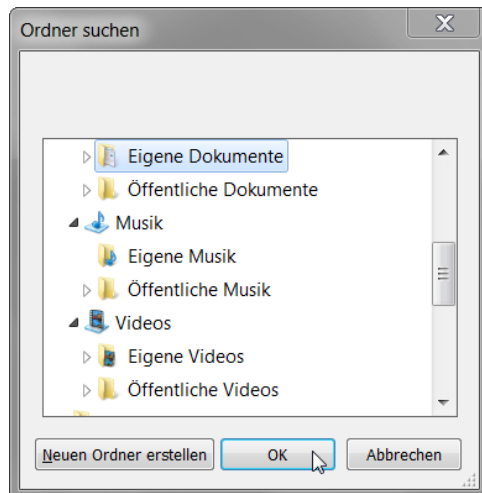 Ordner suchen
Eigene Dokumente
Öffentliche Dokumente
Musik
Eigene Musik
Öffentliche Musik
Videos
Eigene Videos
Öffentliche Videos
Neuen Ordner erstellen OK Abbrechen